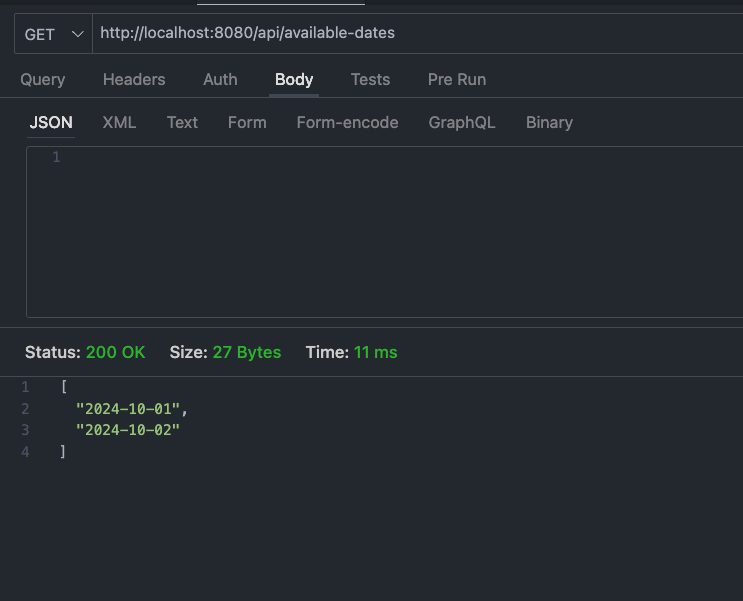 GET http://localhost:8080/api/available-dates
Query Headers Auth Body Tests Pre Run
JSON XML Text Form Form-encode GraphQL Binary
1
Status: 200 OK Size: 27 Bytes Time: 11 ms
1 [
2 "2024-10-01",
3 "2024-10-02"
4 ]